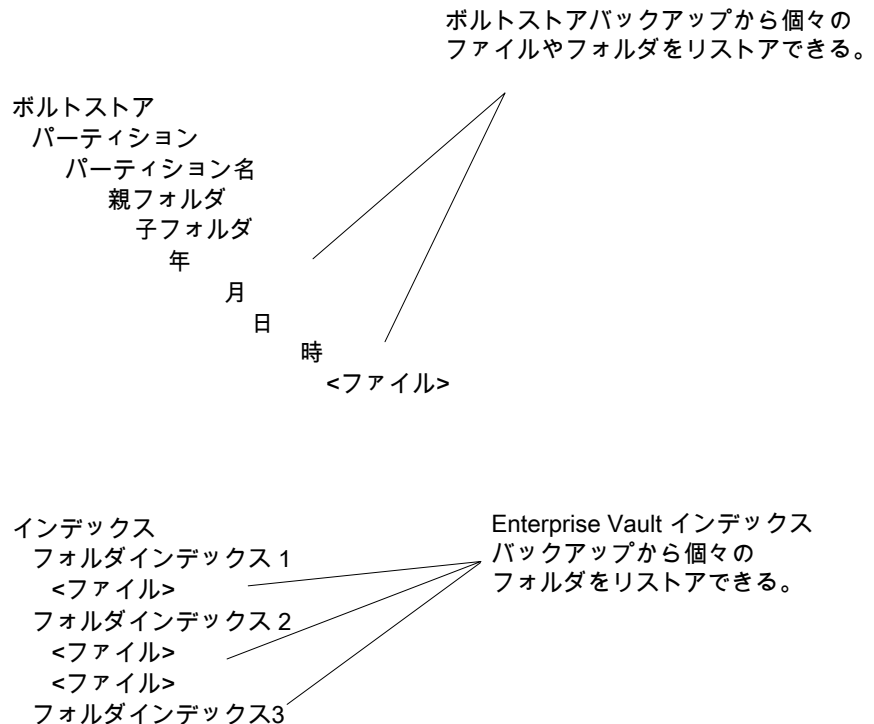 ボルトストアバックアップから個々の
ファイルやフォルダをリストアできる。
ボルトストア
パーティション
パーティション名
親フォルダ
子フォルダ
年
月
日
時
<ファイル>
インデックス
フォルダインデックス 1
<ファイル>
フォルダインデックス 2
<ファイル>
<ファイル>
フォルダインデックス3
Enterprise Vault インデックス
バックアップから個々の
フォルダをリストアできる。